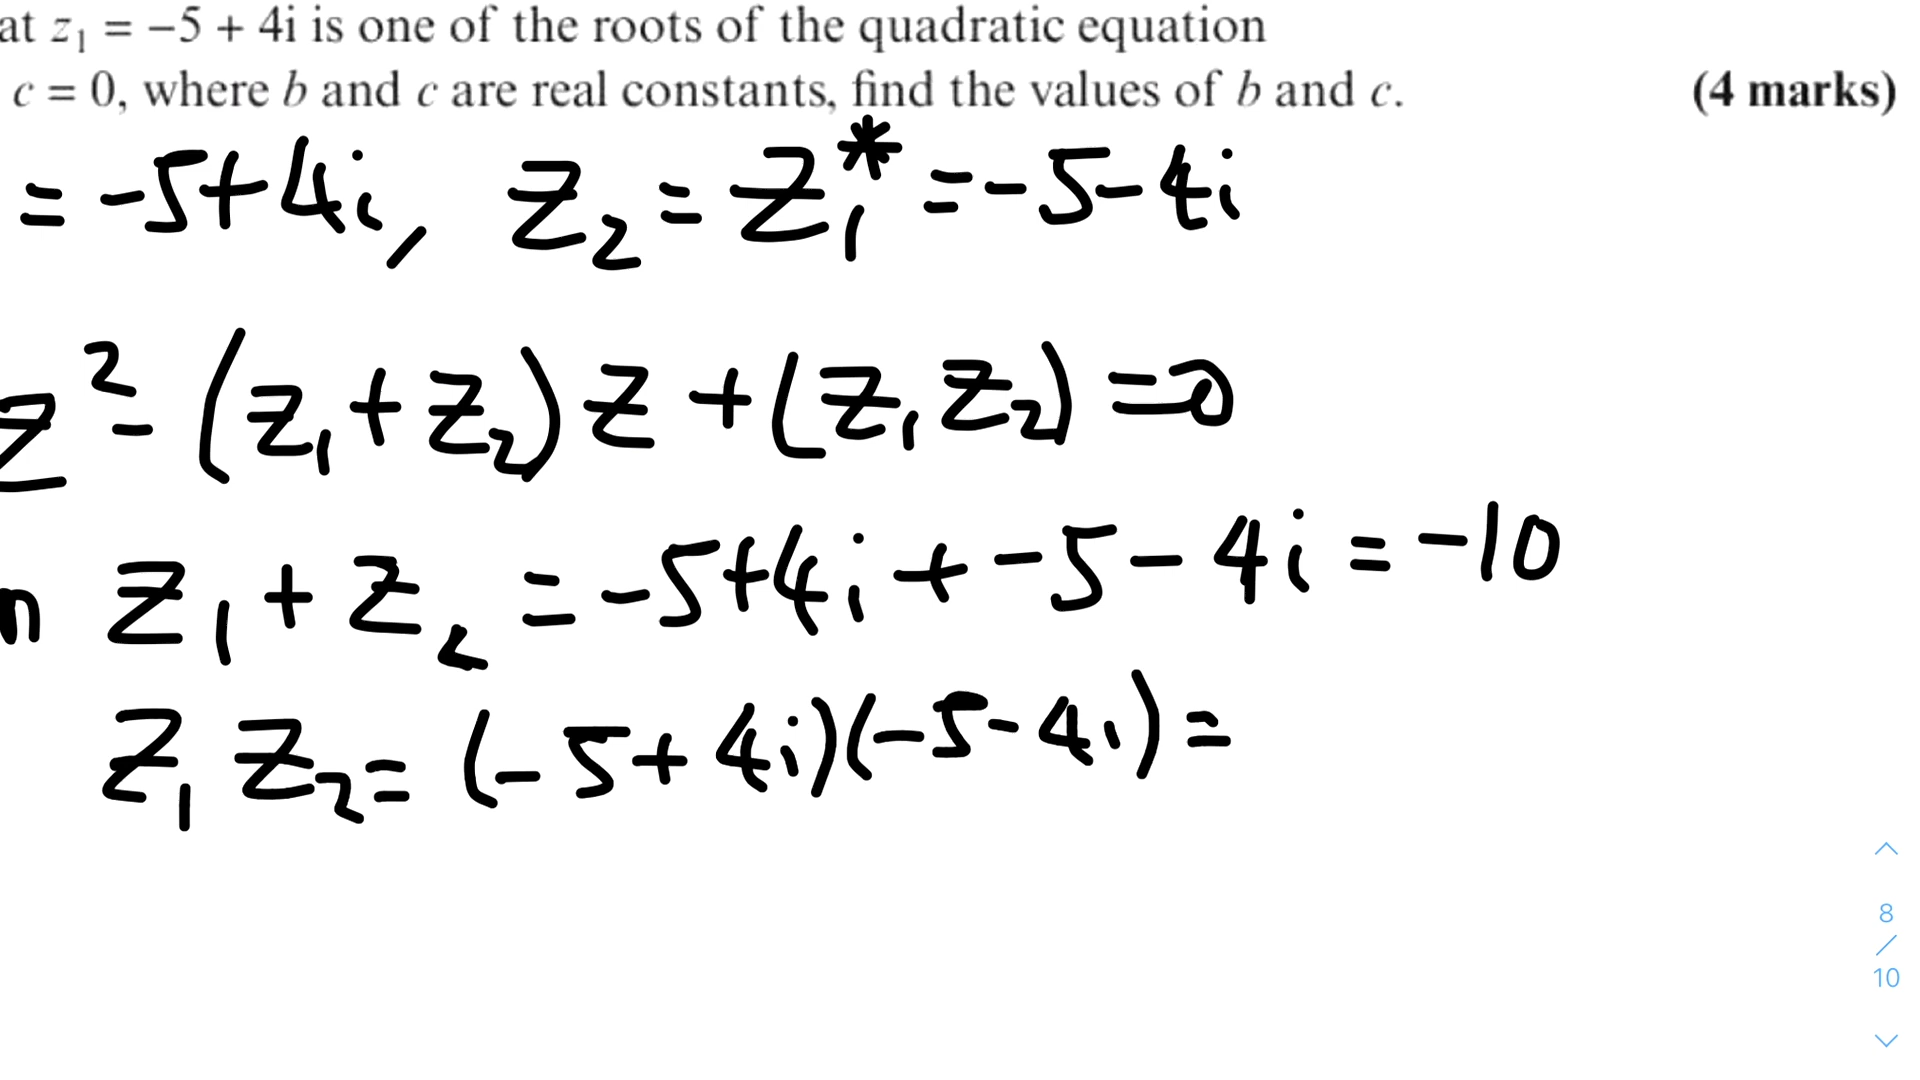 at z₁ = −5 + 4i is one of the roots of the quadratic equation
c = 0, where b and c are real constants, find the values of b and c. (4 marks)
= -5+4i, z₂ = z₁* = -5-4i
z² - (z₁+z₂)z + (z₁z₂) = 0
n z₁+z₂ = -5+4i + -5-4i = -10
z₁z₂ = (-5+4i)(-5-4i) =
8
/
10